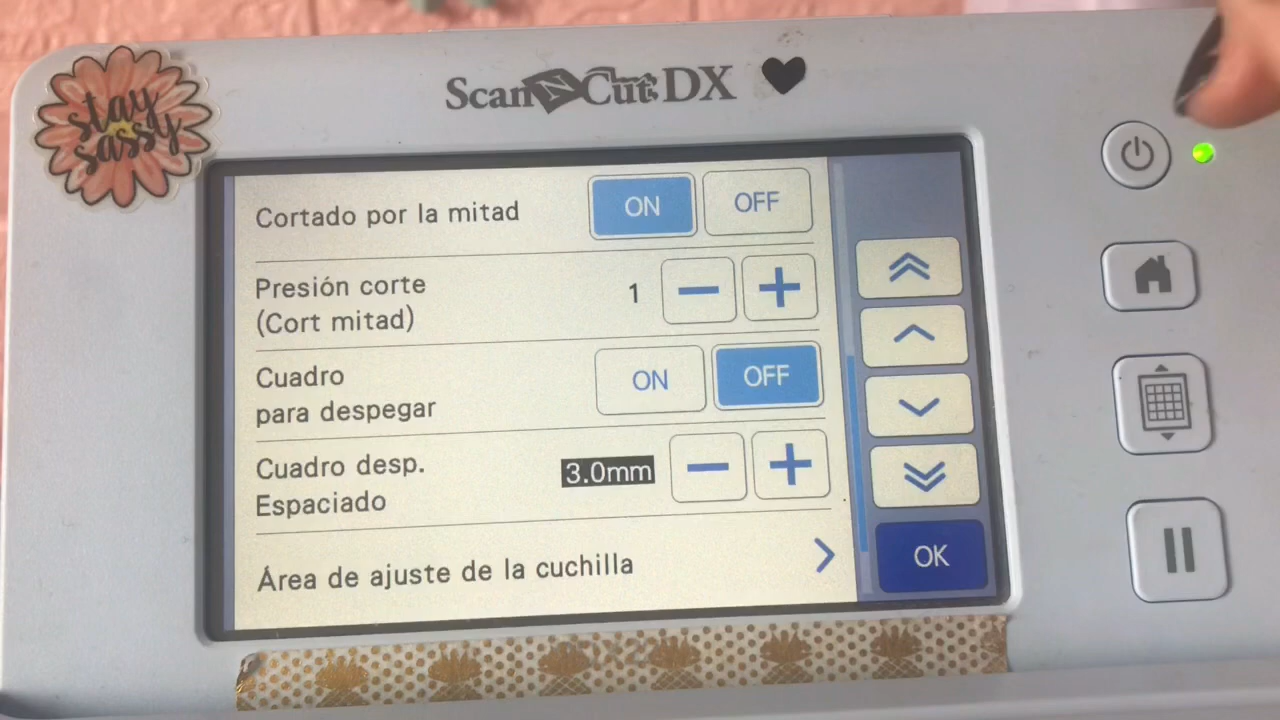 stay
sassy
ScanNCut DX
Cortado por la mitad ON OFF
Presión corte
(Cort mitad) 1
Cuadro
para despegar ON OFF
Cuadro desp.
Espaciado 3.0mm
Área de ajuste de la cuchilla
OK